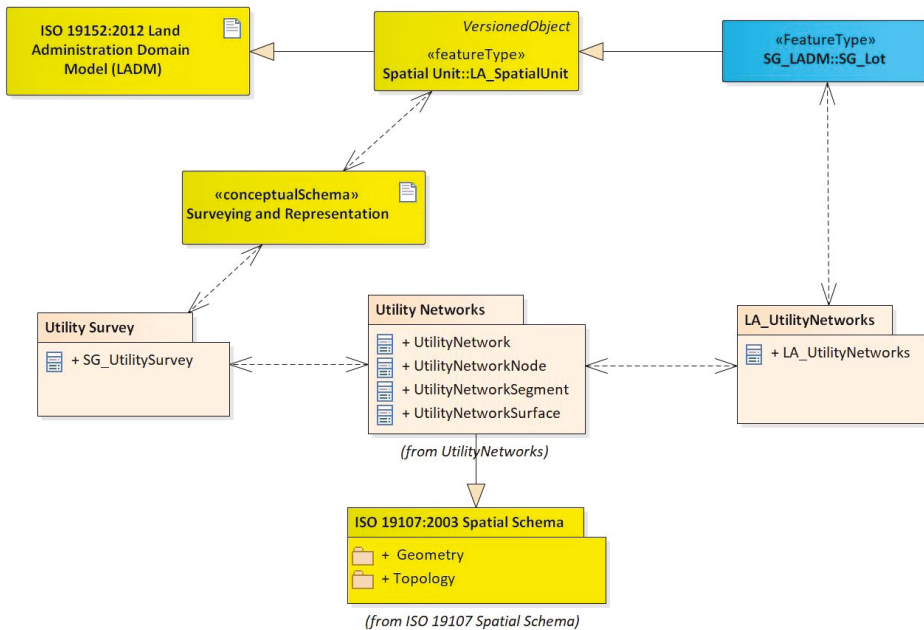 ISO 19152:2012 Land
Administration Domain
Model (LADM)
VersionedObject
«featureType»
Spatial Unit::LA_SpatialUnit
«FeatureType»
SG_LADM::SG_Lot
«conceptualSchema»
Surveying and Representation
Utility Survey
+ SG_UtilitySurvey
Utility Networks
+ UtilityNetwork
+ UtilityNetworkNode
+ UtilityNetworkSegment
+ UtilityNetworkSurface
(from UtilityNetworks)
LA_UtilityNetworks
+ LA_UtilityNetworks
ISO 19107:2003 Spatial Schema
+ Geometry
+ Topology
(from ISO 19107 Spatial Schema)